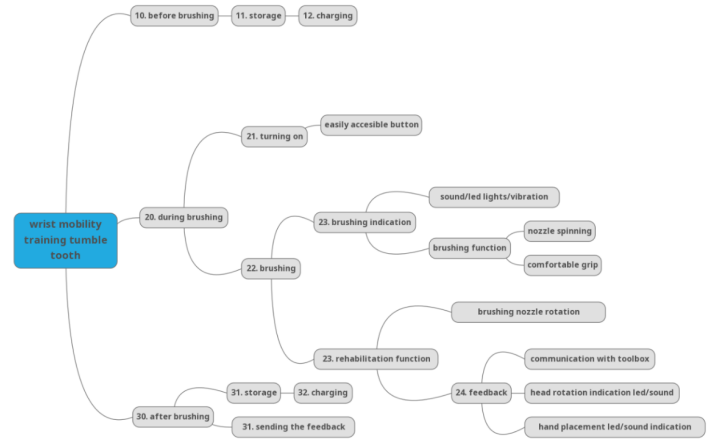 10. before brushing
11. storage
12. charging
easily accesible button
21. turning on
sound/led lights/vibration
20. during brushing
23. brushing indication
nozzle spinning
wrist mobility
training tumble
tooth
brushing function
22. brushing
comfortable grip
brushing nozzle rotation
23. rehabilitation function
communication with toolbox
31. storage
32. charging
24. feedback
head rotation indication led/sound
30. after brushing
31. sending the feedback
hand placement led/sound indication